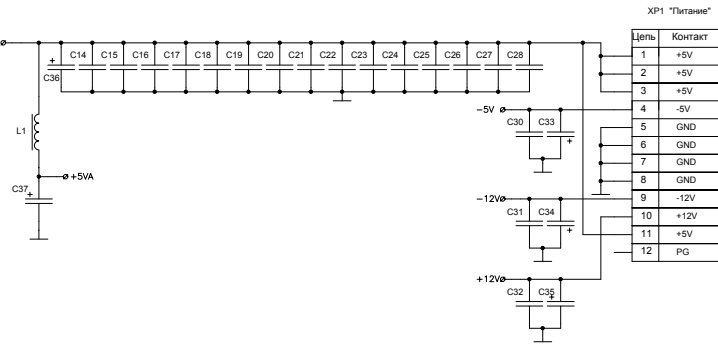 XP1 "Питание"
Цепь Контакт
1 +5V
2 +5V
3 +5V
4 -5V
5 GND
6 GND
7 GND
8 GND
9 -12V
10 +12V
11 +5V
12 PG
+ C36 C14 C15 C16 C17 C18 C19 C20 C21 C22 C23 C24 C25 C26 C27 C28
L1
+5VA
C37 +
-5V
C30 C33 +
-12V
C31 C34 +
+12V
C32 C35 +